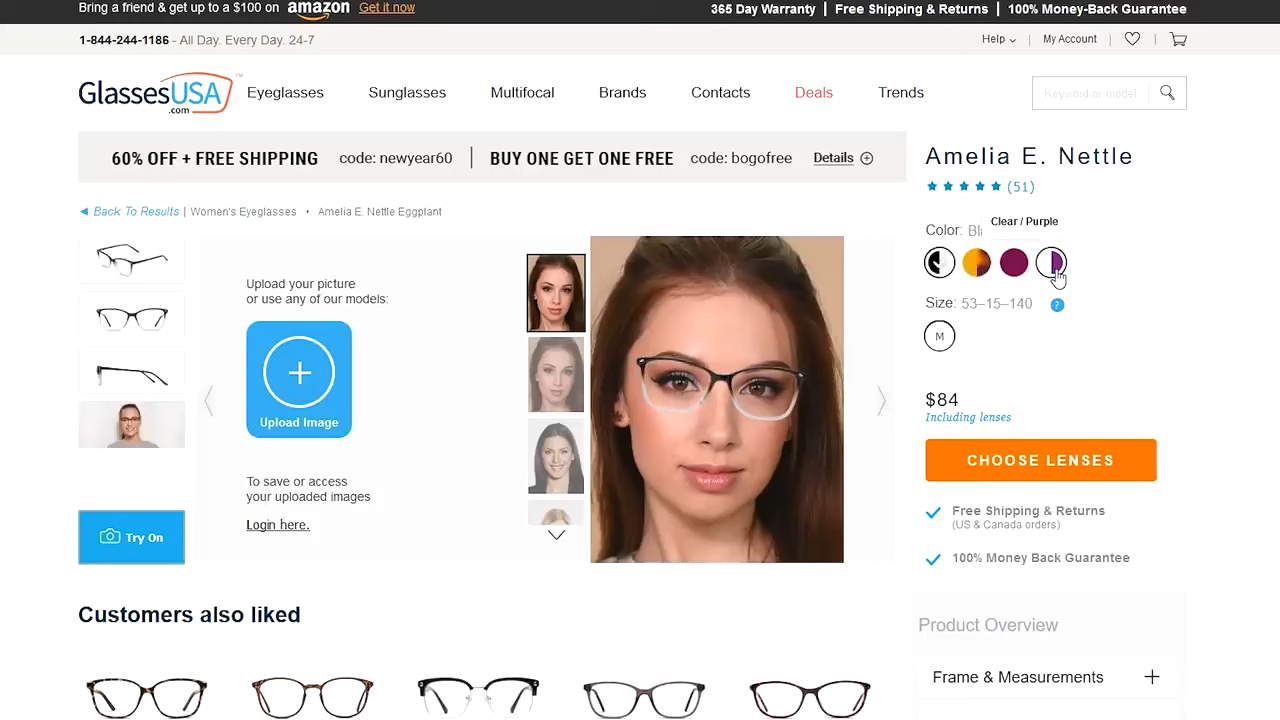 Bring a friend & get up to a $100 on amazon Get it now
365 Day Warranty | Free Shipping & Returns | 100% Money-Back Guarantee
1-844-244-1186 - All Day. Every Day. 24-7
Help | My Account
GlassesUSA™ .com
Eyeglasses Sunglasses Multifocal Brands Contacts Deals Trends
Keyword or model
60% OFF + FREE SHIPPING code: newyear60 | BUY ONE GET ONE FREE code: bogofree Details
Back To Results | Women's Eyeglasses • Amelia E. Nettle Eggplant
Upload your picture
or use any of our models:
Upload Image
To save or access
your uploaded images
Login here.
Try On
Amelia E. Nettle
(51)
Clear / Purple
Color:
Size: 53-15-140 ?
M
$84
Including lenses
CHOOSE LENSES
Free Shipping & Returns
(US & Canada orders)
100% Money Back Guarantee
Customers also liked
Product Overview
Frame & Measurements +